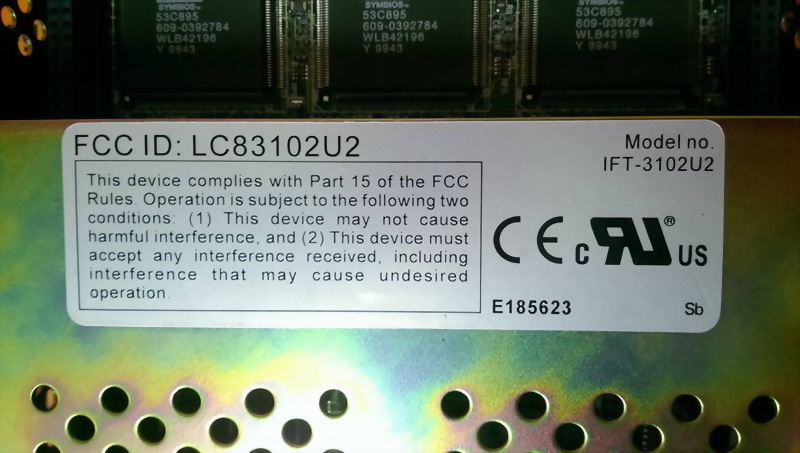 SYMBIOS
53C895
609-0392784
WLB42196
Y 9943
SYMBIOS
53C895
609-0392784
WLB42196
Y 9943
SYMBIOS
53C895
609-0392784
WLB42196
Y 9943
FCC ID: LC83102U2
Model no.
IFT-3102U2
This device complies with Part 15 of the FCC
Rules. Operation is subject to the following two
conditions: (1) This device may not cause
harmful interference, and (2) This device must
accept any interference received, including
interference that may cause undesired
operation.
CE c RU ® US
E185623
Sb